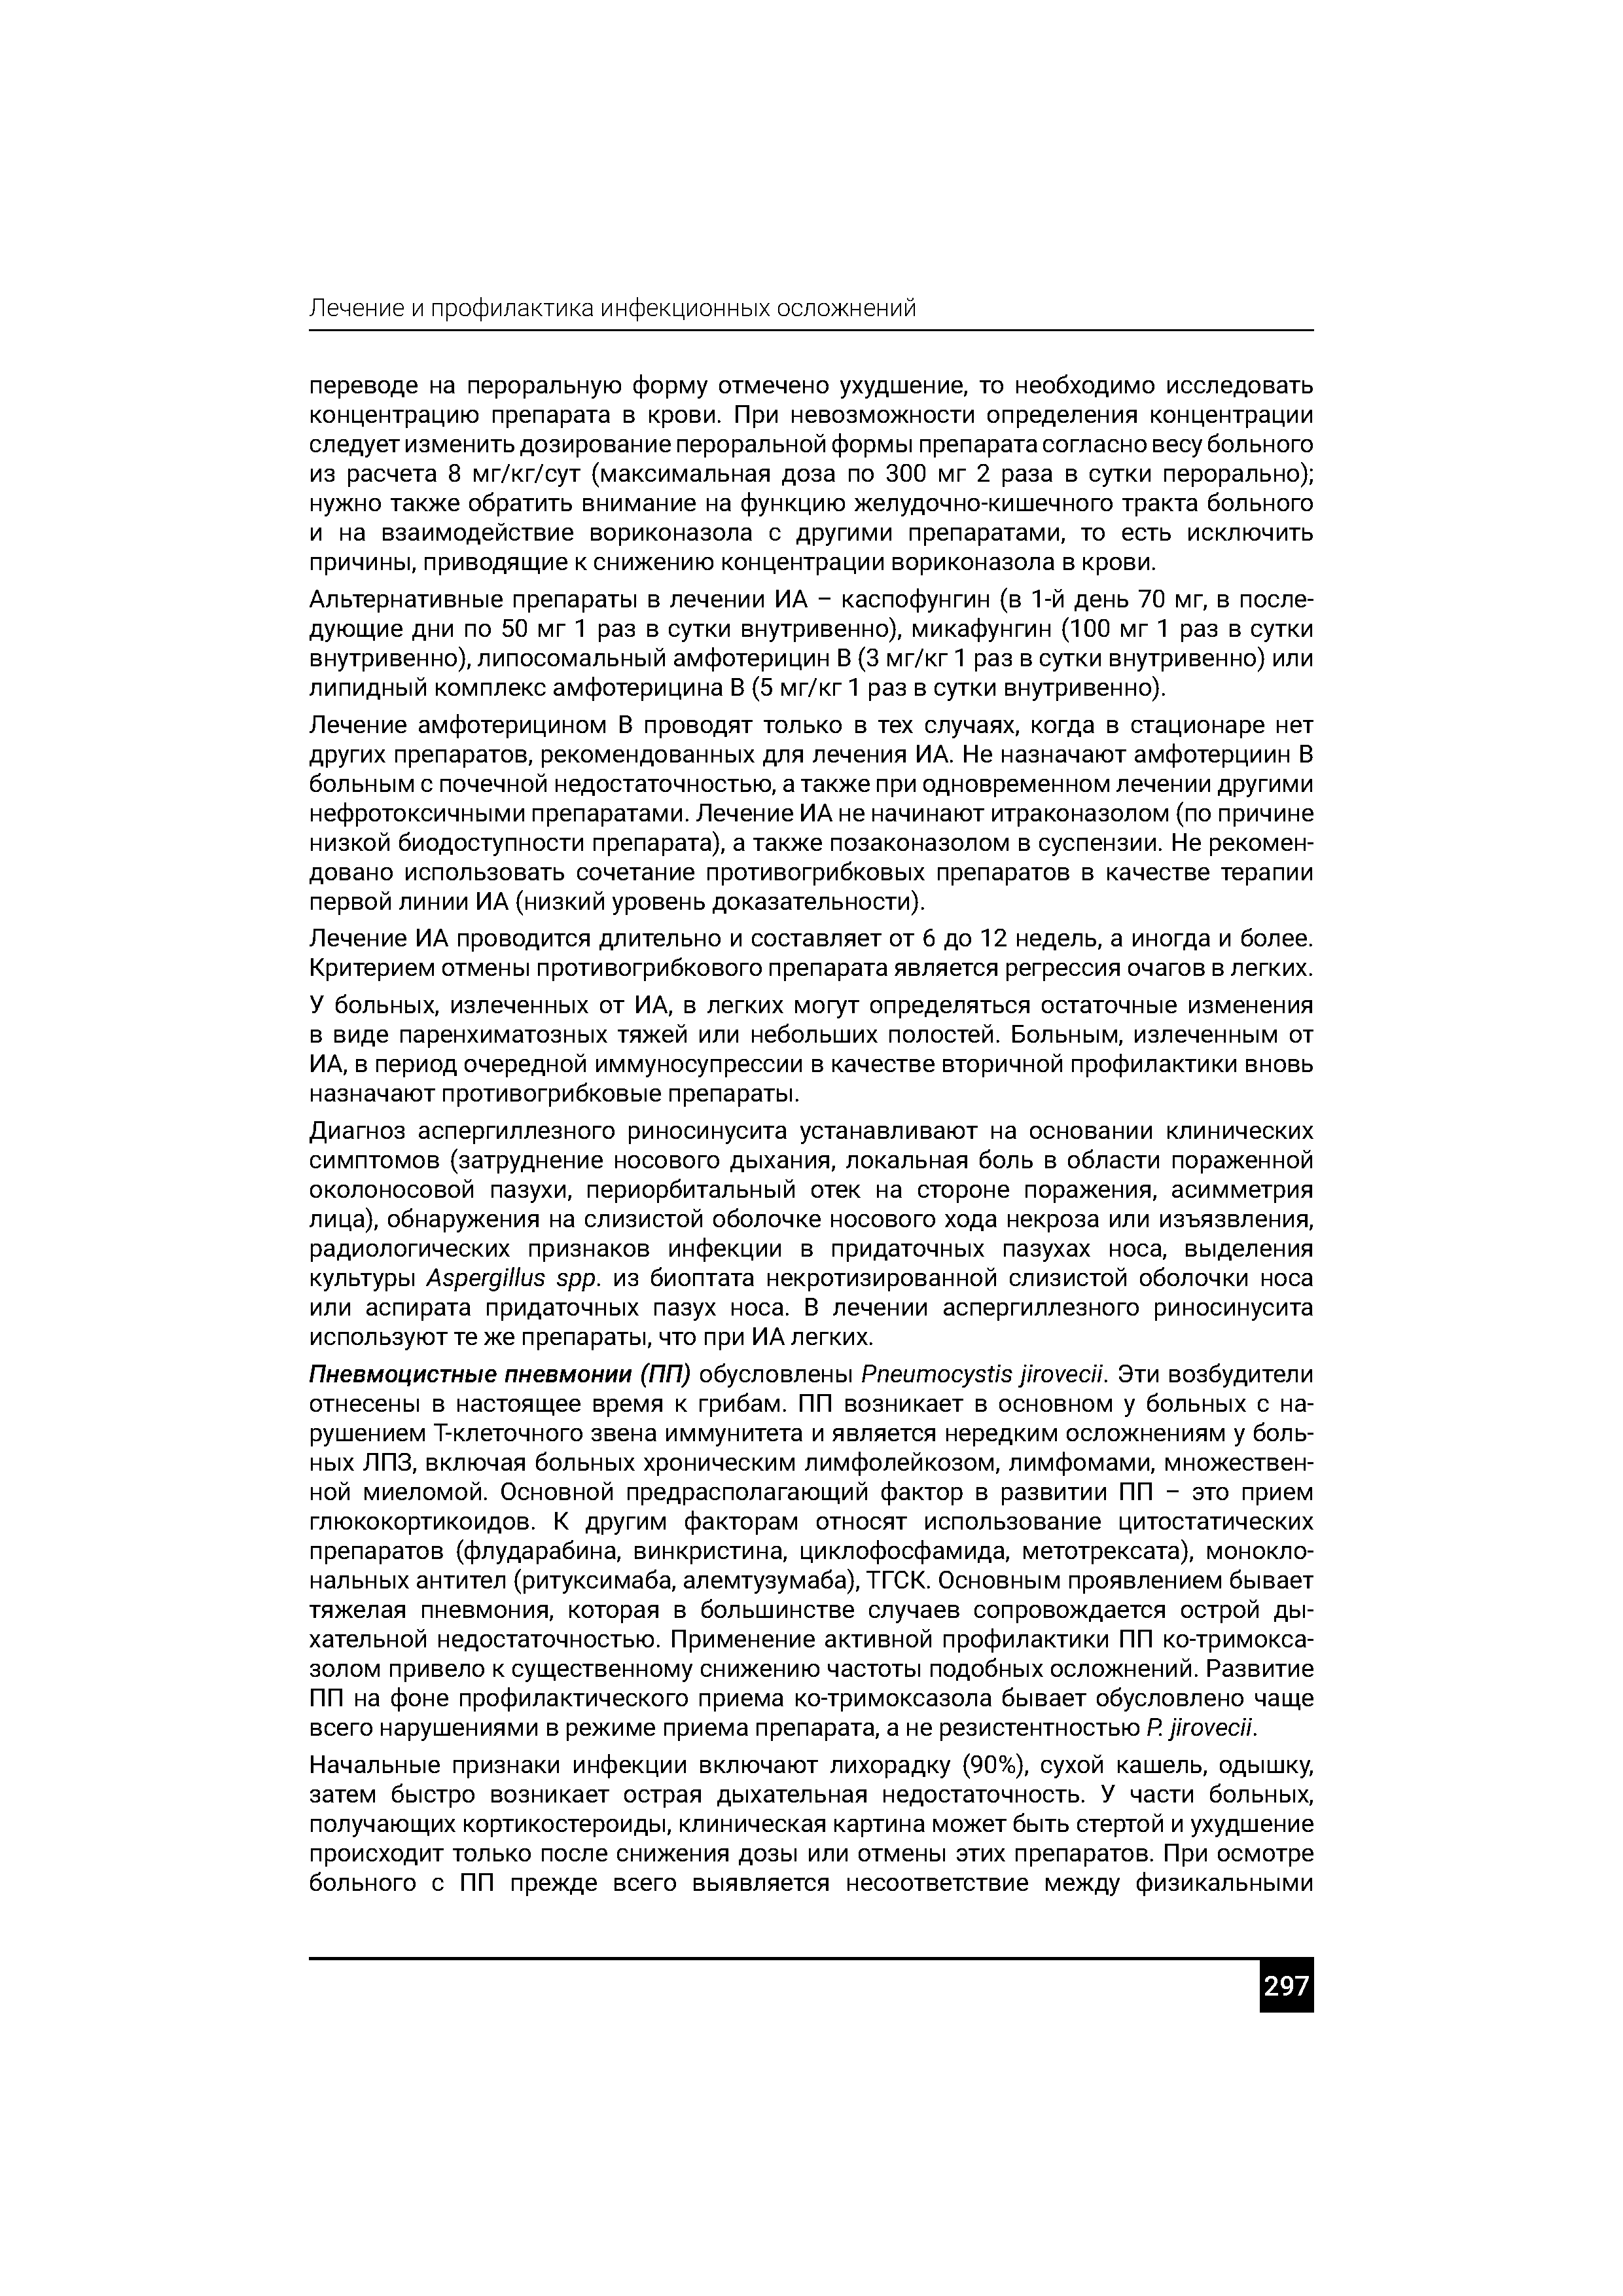 Лечение и профилактика инфекционных осложнений
переводе на пероральную форму отмечено ухудшение, то необходимо исследовать
концентрацию препарата в крови. При невозможности определения концентрации
следует изменить дозирование пероральной формы препарата согласно весу больного
из расчета 8 мг/кг/сут (максимальная доза по 300 мг 2 раза в сутки перорально);
нужно также обратить внимание на функцию желудочно-кишечного тракта больного
и на взаимодействие вориконазола с другими препаратами, то есть исключить
причины, приводящие к снижению концентрации вориконазола в крови.
Альтернативные препараты в лечении ИА – каспофунгин (в 1-й день 70 мг, в после-
дующие дни по 50 мг 1 раз в сутки внутривенно), микафунгин (100 мг 1 раз в сутки
внутривенно), липосомальный амфотерицин В (3 мг/кг 1 раз в сутки внутривенно) или
липидный комплекс амфотерицина В (5 мг/кг 1 раз в сутки внутривенно).
Лечение амфотерицином В проводят только в тех случаях, когда в стационаре нет
других препаратов, рекомендованных для лечения ИА. Не назначают амфотерциин В
больным с почечной недостаточностью, а также при одновременном лечении другими
нефротоксичными препаратами. Лечение ИА не начинают итраконазолом (по причине
низкой биодоступности препарата), а также позаконазолом в суспензии. Не рекомен-
довано использовать сочетание противогрибковых препаратов в качестве терапии
первой линии ИА (низкий уровень доказательности).
Лечение ИА проводится длительно и составляет от 6 до 12 недель, а иногда и более.
Критерием отмены противогрибкового препарата является регрессия очагов в легких.
У больных, излеченных от ИА, в легких могут определяться остаточные изменения
в виде паренхиматозных тяжей или небольших полостей. Больным, излеченным от
ИА, в период очередной иммуносупрессии в качестве вторичной профилактики вновь
назначают противогрибковые препараты.
Диагноз аспергиллезного риносинусита устанавливают на основании клинических
симптомов (затруднение носового дыхания, локальная боль в области пораженной
околоносовой пазухи, периорбитальный отек на стороне поражения, асимметрия
лица), обнаружения на слизистой оболочке носового хода некроза или изъязвления,
радиологических признаков инфекции в придаточных пазухах носа, выделения
культуры Aspergillus spp. из биоптата некротизированной слизистой оболочки носа
или аспирата придаточных пазух носа. В лечении аспергиллезного риносинусита
используют те же препараты, что при ИА легких.
Пневмоцистные пневмонии (ПП) обусловлены Pneumocystis jirovecii. Эти возбудители
отнесены в настоящее время к грибам. ПП возникает в основном у больных с на-
рушением Т-клеточного звена иммунитета и является нередким осложнениям у боль-
ных ЛПЗ, включая больных хроническим лимфолейкозом, лимфомами, множествен-
ной миеломой. Основной предрасполагающий фактор в развитии ПП – это прием
глюкокортикоидов. К другим факторам относят использование цитостатических
препаратов (флударабина, винкристина, циклофосфамида, метотрексата), монокло-
нальных антител (ритуксимаба, алемтузумаба), ТГСК. Основным проявлением бывает
тяжелая пневмония, которая в большинстве случаев сопровождается острой ды-
хательной недостаточностью. Применение активной профилактики ПП ко-тримокса-
золом привело к существенному снижению частоты подобных осложнений. Развитие
ПП на фоне профилактического приема ко-тримоксазола бывает обусловлено чаще
всего нарушениями в режиме приема препарата, а не резистентностью P. jirovecii.
Начальные признаки инфекции включают лихорадку (90%), сухой кашель, одышку,
затем быстро возникает острая дыхательная недостаточность. У части больных,
получающих кортикостероиды, клиническая картина может быть стертой и ухудшение
происходит только после снижения дозы или отмены этих препаратов. При осмотре
больного с ПП прежде всего выявляется несоответствие между физикальными
297